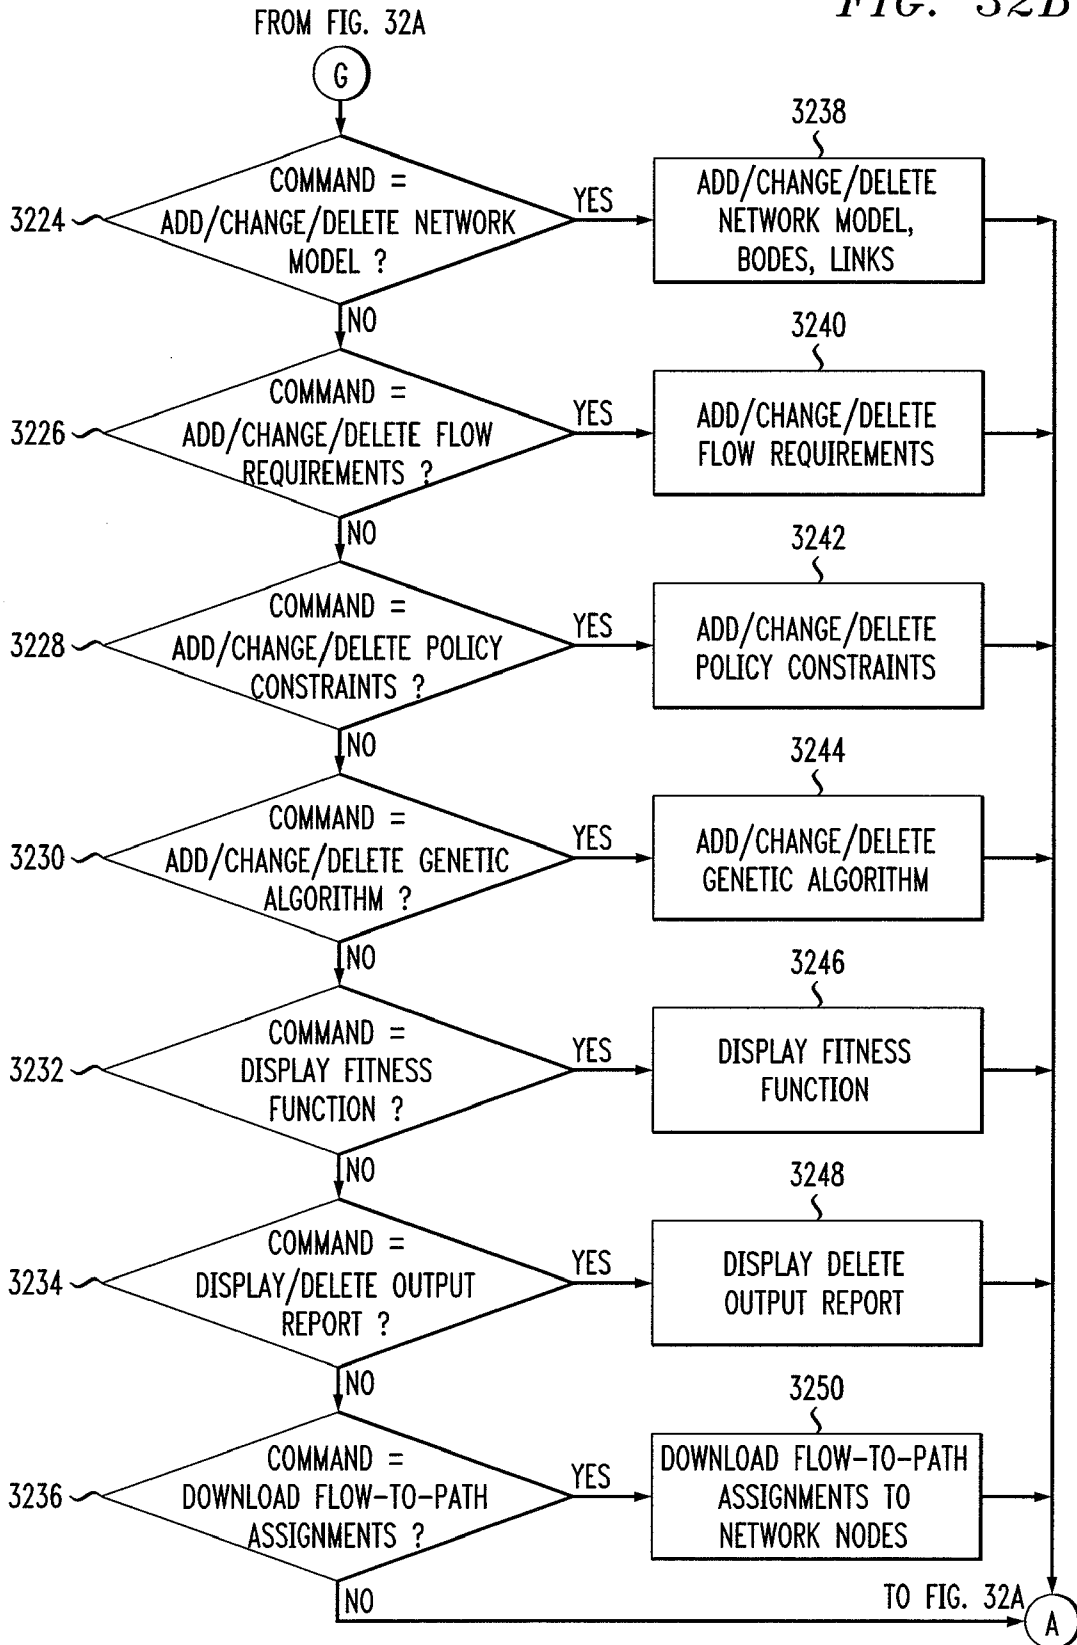 FIG. 32B
FROM FIG. 32A
G
3224
COMMAND =
ADD/CHANGE/DELETE NETWORK
MODEL ?
YES
3238
ADD/CHANGE/DELETE
NETWORK MODEL,
BODES, LINKS
NO
3226
COMMAND =
ADD/CHANGE/DELETE FLOW
REQUIREMENTS ?
YES
3240
ADD/CHANGE/DELETE
FLOW REQUIREMENTS
NO
3228
COMMAND =
ADD/CHANGE/DELETE POLICY
CONSTRAINTS ?
YES
3242
ADD/CHANGE/DELETE
POLICY CONSTRAINTS
NO
3230
COMMAND =
ADD/CHANGE/DELETE GENETIC
ALGORITHM ?
YES
3244
ADD/CHANGE/DELETE
GENETIC ALGORITHM
NO
3232
COMMAND =
DISPLAY FITNESS
FUNCTION ?
YES
3246
DISPLAY FITNESS
FUNCTION
NO
3234
COMMAND =
DISPLAY/DELETE OUTPUT
REPORT ?
YES
3248
DISPLAY DELETE
OUTPUT REPORT
NO
3236
COMMAND =
DOWNLOAD FLOW-TO-PATH
ASSIGNMENTS ?
YES
3250
DOWNLOAD FLOW-TO-PATH
ASSIGNMENTS TO
NETWORK NODES
NO
TO FIG. 32A
A